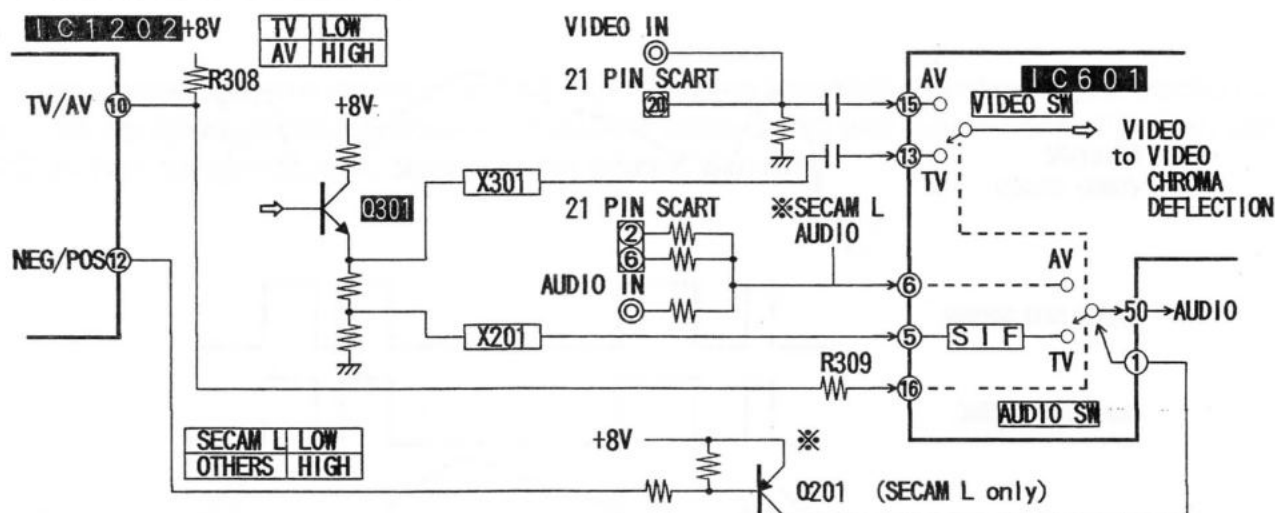 IC1202
+8V
TV LOW
AV HIGH
R308
TV/AV
10
+8V
Q301
NEG/POS
12
VIDEO IN
21 PIN SCART
20
X301
21 PIN SCART
2
6
AUDIO IN
X201
※SECAM L
AUDIO
R309
AV
IC601
15
VIDEO SW
13
TV
VIDEO
to VIDEO
CHROMA
DEFLECTION
6
AV
5
SIF
TV
50
AUDIO
1
16
AUDIO SW
SECAM L LOW
OTHERS HIGH
+8V
※
Q201 (SECAM L only)